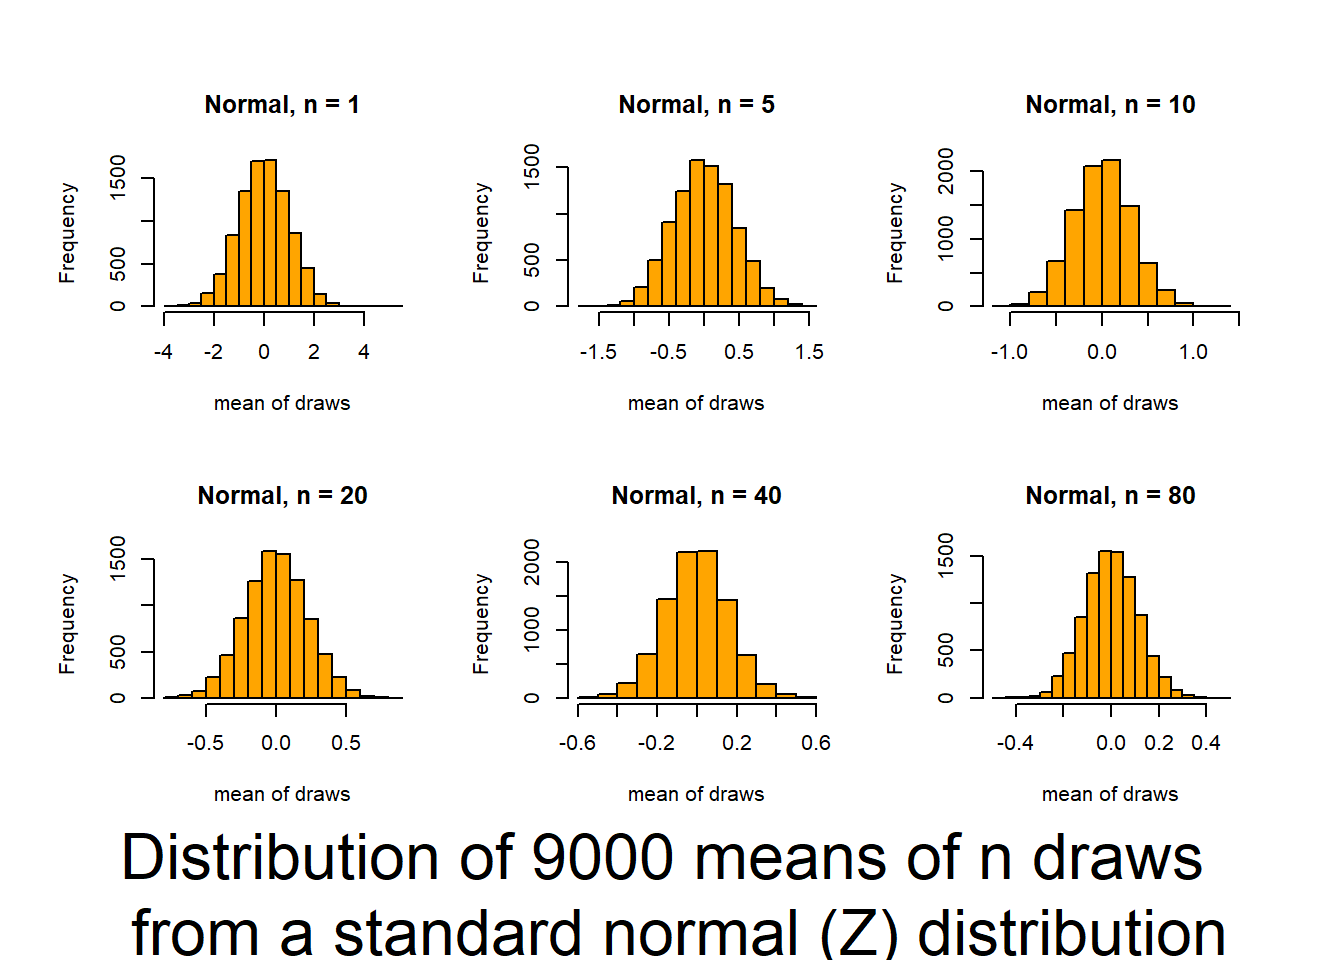 Normal, n = 1
Frequency
0 500 1500
-4 -2 0 2 4
mean of draws
Normal, n = 5
Frequency
0 500 1500
-1.5 -0.5 0.5 1.5
mean of draws
Normal, n = 10
Frequency
0 1000 2000
-1.0 0.0 1.0
mean of draws
Normal, n = 20
Frequency
0 500 1500
-0.5 0.0 0.5
mean of draws
Normal, n = 40
Frequency
0 1000 2000
-0.6 -0.2 0.2 0.6
mean of draws
Normal, n = 80
Frequency
0 500 1500
-0.4 0.0 0.2 0.4
mean of draws
Distribution of 9000 means of n draws
from a standard normal (Z) distribution